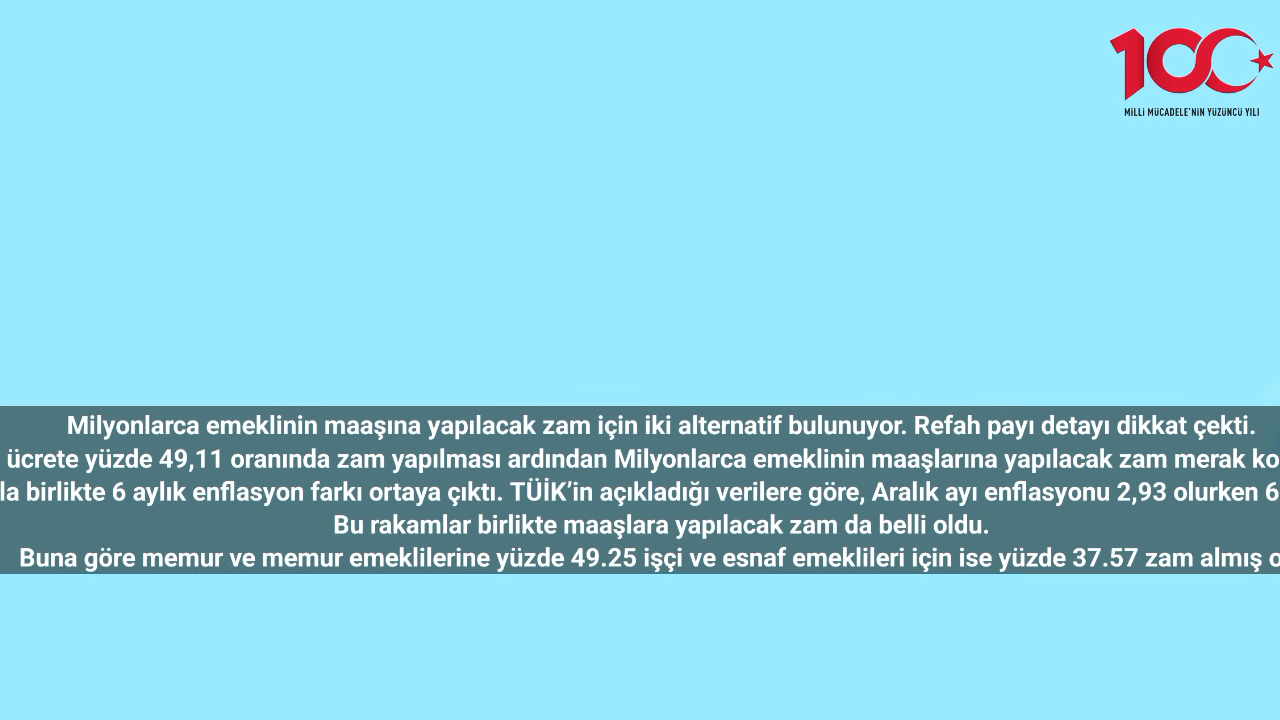 100
MİLLİ MÜCADELE'NİN YÜZÜNCÜ YILI
Milyonlarca emeklinin maaşına yapılacak zam için iki alternatif bulunuyor. Refah payı detayı dikkat çekti.
ücrete yüzde 49,11 oranında zam yapılması ardından Milyonlarca emeklinin maaşlarına yapılacak zam merak ko
la birlikte 6 aylık enflasyon farkı ortaya çıktı. TÜİK’in açıkladığı verilere göre, Aralık ayı enflasyonu 2,93 olurken 6
Bu rakamlar birlikte maaşlara yapılacak zam da belli oldu.
Buna göre memur ve memur emeklilerine yüzde 49.25 işçi ve esnaf emeklileri için ise yüzde 37.57 zam almış o